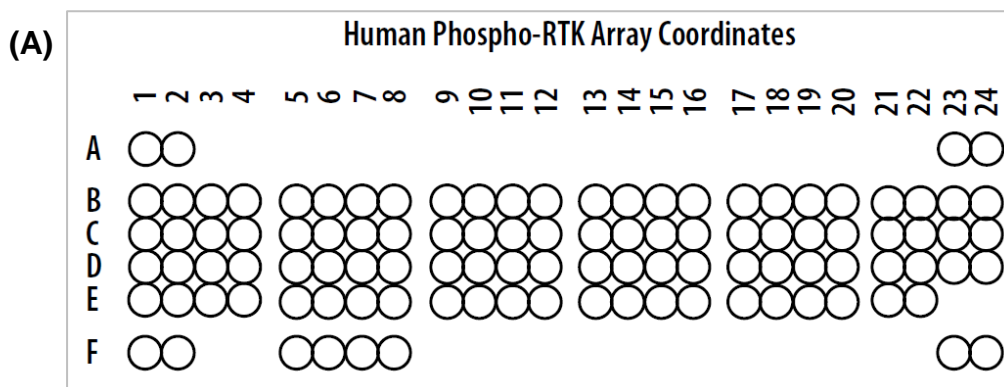 (A)
Human Phospho-RTK Array Coordinates
1 2 3 4 5 6 7 8 9 10 11 12 13 14 15 16 17 18 19 20 21 22 23 24
A
B
C
D
E
F